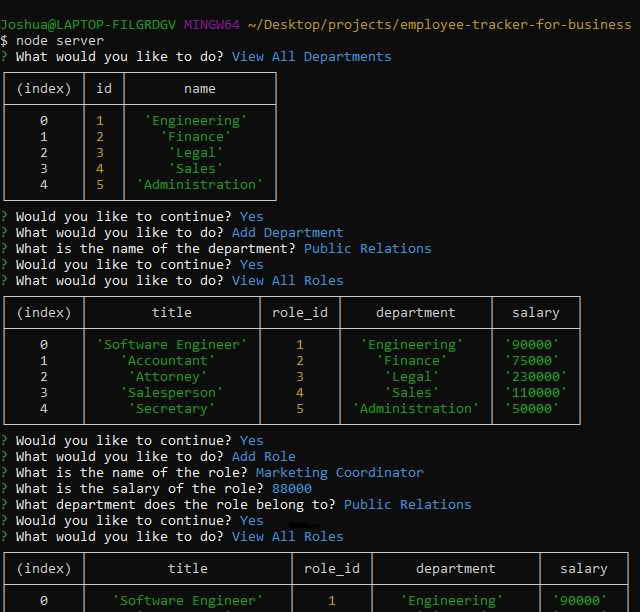 Joshua@LAPTOP-FILGRDGV MINGW64 ~/Desktop/projects/employee-tracker-for-business
$ node server
? What would you like to do? View All Departments
(index) id name
0 1 'Engineering'
1 2 'Finance'
2 3 'Legal'
3 4 'Sales'
4 5 'Administration'
? Would you like to continue? Yes
? What would you like to do? Add Department
? What is the name of the department? Public Relations
? Would you like to continue? Yes
? What would you like to do? View All Roles
(index) title role_id department salary
0 'Software Engineer' 1 'Engineering' '90000'
1 'Accountant' 2 'Finance' '75000'
2 'Attorney' 3 'Legal' '230000'
3 'Salesperson' 4 'Sales' '110000'
4 'Secretary' 5 'Administration' '50000'
? Would you like to continue? Yes
? What would you like to do? Add Role
? What is the name of the role? Marketing Coordinator
? What is the salary of the role? 88000
? What department does the role belong to? Public Relations
? Would you like to continue? Yes
? What would you like to do? View All Roles
(index) title role_id department salary
0 'Software Engineer' 1 'Engineering' '90000'